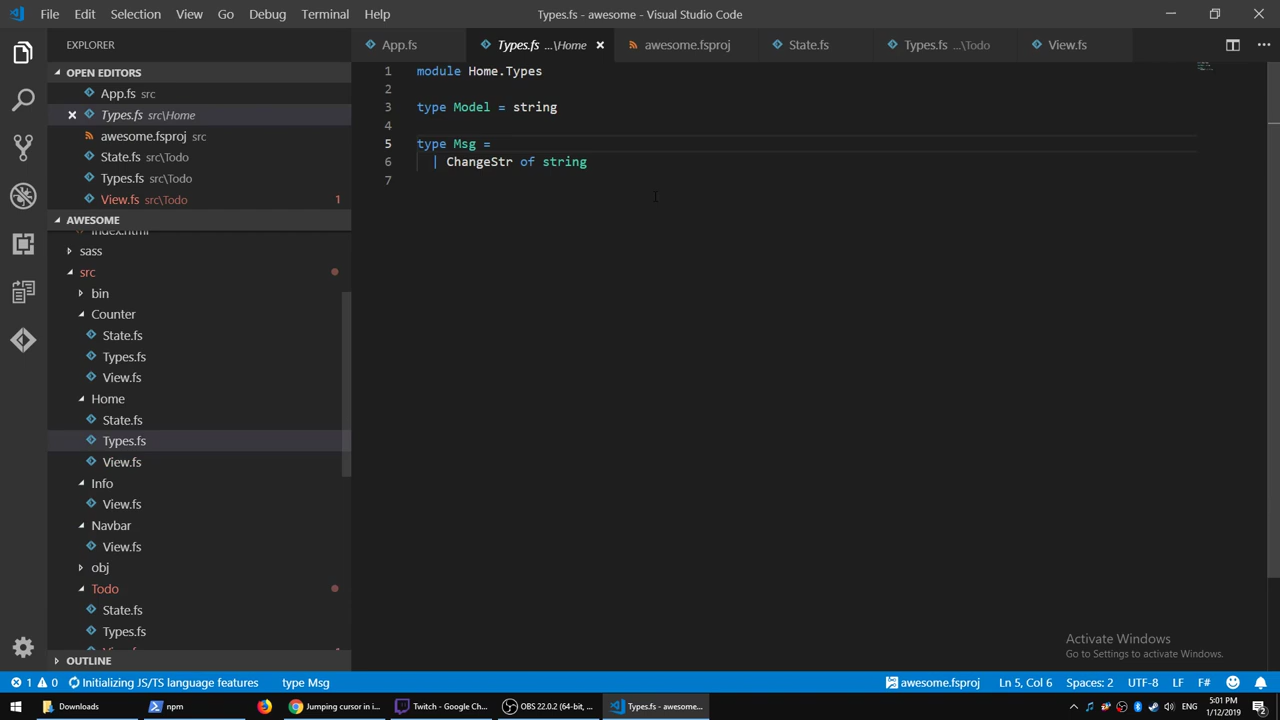 File Edit Selection View Go Debug Terminal Help
Types.fs - awesome - Visual Studio Code
EXPLORER
OPEN EDITORS
App.fs src
Types.fs src\Home
awesome.fsproj src
State.fs src\Todo
Types.fs src\Todo
View.fs src\Todo 1
AWESOME
index.html
sass
src
bin
Counter
State.fs
Types.fs
View.fs
Home
State.fs
Types.fs
View.fs
Info
View.fs
Navbar
View.fs
obj
Todo
State.fs
Types.fs
OUTLINE
App.fs
Types.fs ...\Home
awesome.fsproj
State.fs
Types.fs ...\Todo
View.fs
1 module Home.Types
2
3 type Model = string
4
5 type Msg =
6 | ChangeStr of string
7
Activate Windows
Go to Settings to activate Windows.
1 0 Initializing JS/TS language features type Msg
awesome.fsproj Ln 5, Col 6 Spaces: 2 UTF-8 LF F#
Downloads
npm
Jumping cursor in i...
Twitch - Google Ch...
OBS 22.0.2 (64-bit, ...
Types.fs - awesome...
ENG
5:01 PM
1/12/2019
2